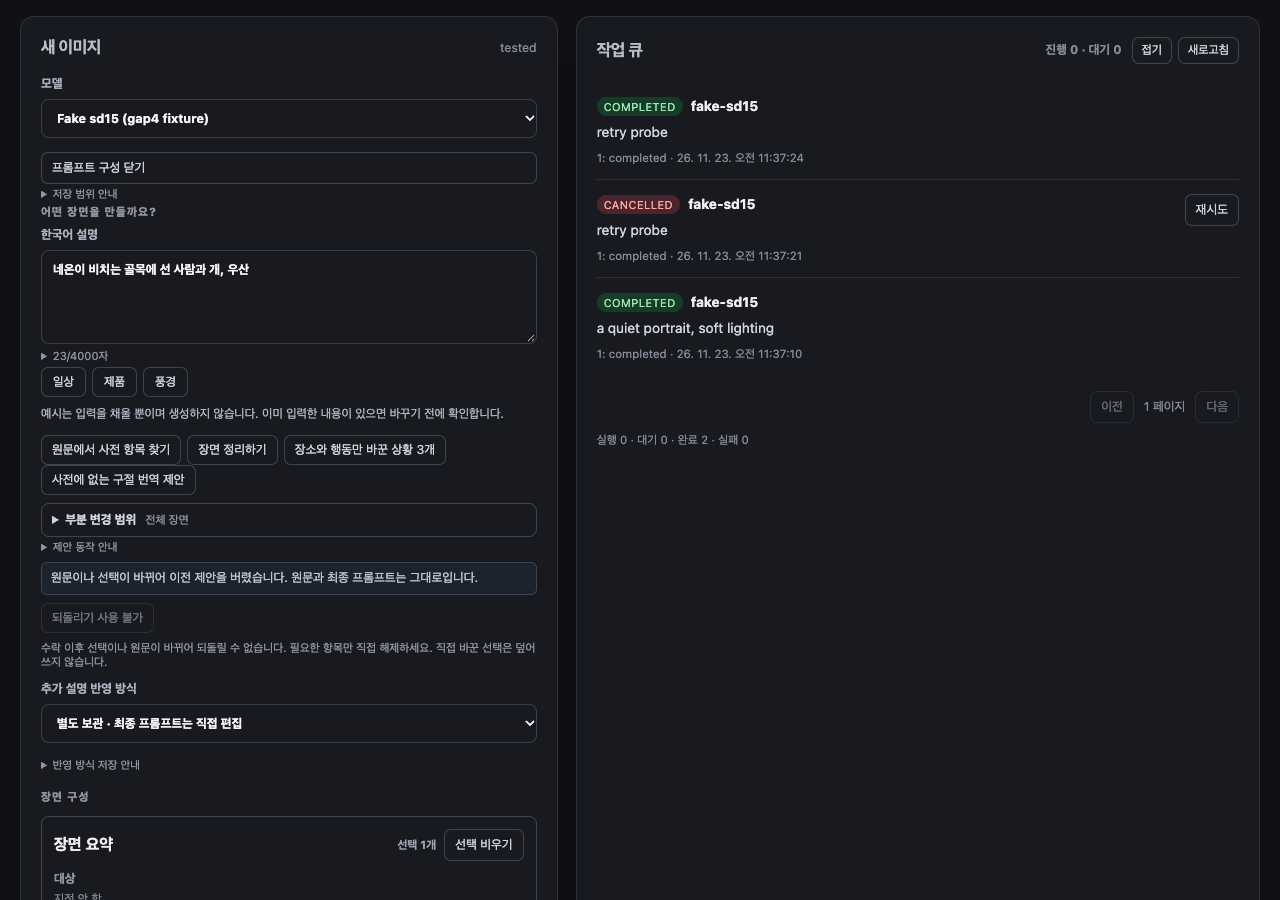 새 이미지
tested
모델
Fake sd15 (gap4 fixture)
프롬프트 구성 닫기
저장 범위 안내
어떤 장면을 만들까요?
한국어 설명
네온이 비치는 골목에 선 사람과 개, 우산
23/4000자
일상 제품 풍경
예시는 입력을 채울 뿐이며 생성하지 않습니다. 이미 입력한 내용이 있으면 바꾸기 전에 확인합니다.
원문에서 사전 항목 찾기 장면 정리하기 장소와 행동만 바꾼 상황 3개
사전에 없는 구절 번역 제안
부분 변경 범위 전체 장면
제안 동작 안내
원문이나 선택이 바뀌어 이전 제안을 버렸습니다. 원문과 최종 프롬프트는 그대로입니다.
되돌리기 사용 불가
수락 이후 선택이나 원문이 바뀌어 되돌릴 수 없습니다. 필요한 항목만 직접 해제하세요. 직접 바꾼 선택은 덮어
쓰지 않습니다.
추가 설명 반영 방식
별도 보관 · 최종 프롬프트는 직접 편집
반영 방식 저장 안내
장면 구성
장면 요약
선택 1개 선택 비우기
대상
지정 안 함
작업 큐
진행 0 · 대기 0 접기 새로고침
COMPLETED fake-sd15
retry probe
1: completed · 26. 11. 23. 오전 11:37:24
CANCELLED fake-sd15
재시도
retry probe
1: completed · 26. 11. 23. 오전 11:37:21
COMPLETED fake-sd15
a quiet portrait, soft lighting
1: completed · 26. 11. 23. 오전 11:37:10
이전 1 페이지 다음
실행 0 · 대기 0 · 완료 2 · 실패 0